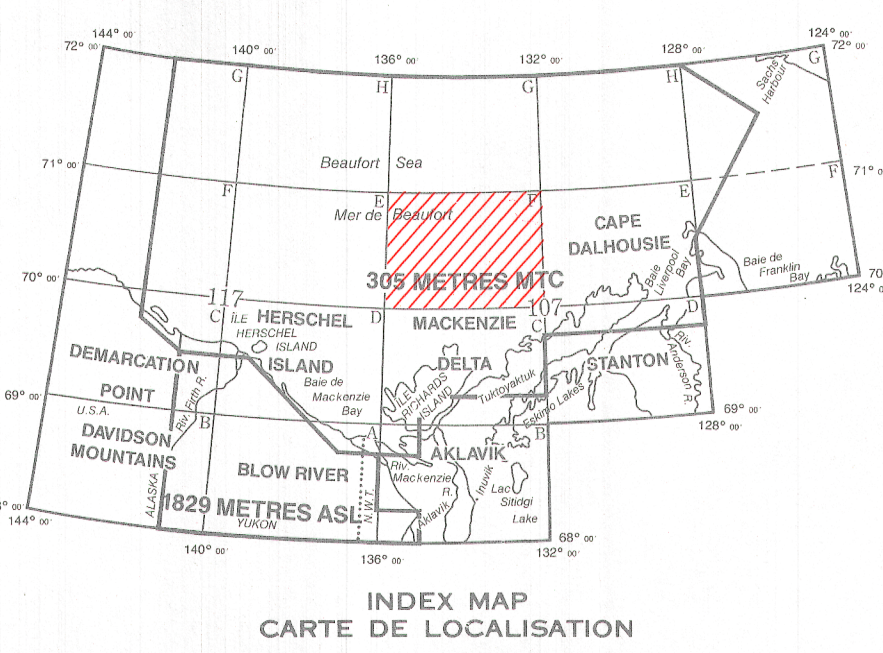 144° 00'
72° 00'
140° 00'
136° 00'
132° 00'
128° 00'
124° 00'
72° 00'
G
H
G
H
G
Sachs
Harbour
71° 00'
Beaufort Sea
71° 0
F
E
F
E
F
Mer de Beaufort
CAPE
DALHOUSIE
Baie
Liverpool
Bay
Baie de
Franklin
Bay
70° 00'
305 METRES MTC
70
124° 0
117
107
C
ÎLE HERSCHEL
D
MACKENZIE
C
D
HERSCHEL
ISLAND
ISLAND
DEMARCATION
POINT
DELTA
STANTON
Riv.
Anderson R.
Baie de
Mackenzie
Bay
ÎLE
RICHARDS
ISLAND
Tuktoyaktuk
Eskimo Lakes
69° 00'
U.S.A.
Riv. Firth R.
69° 00'
128° 00'
B
A
B
DAVIDSON
MOUNTAINS
AKLAVIK
BLOW RIVER
Riv.
Mackenzie
R.
Inuvik
Lac
Sitidgi
Lake
ALASKA
1829 METRES ASL
N.W.T.
Aklavik
YUKON
8° 00'
144° 00'
68° 00'
140° 00'
136° 00'
132° 00'
INDEX MAP
CARTE DE LOCALISATION